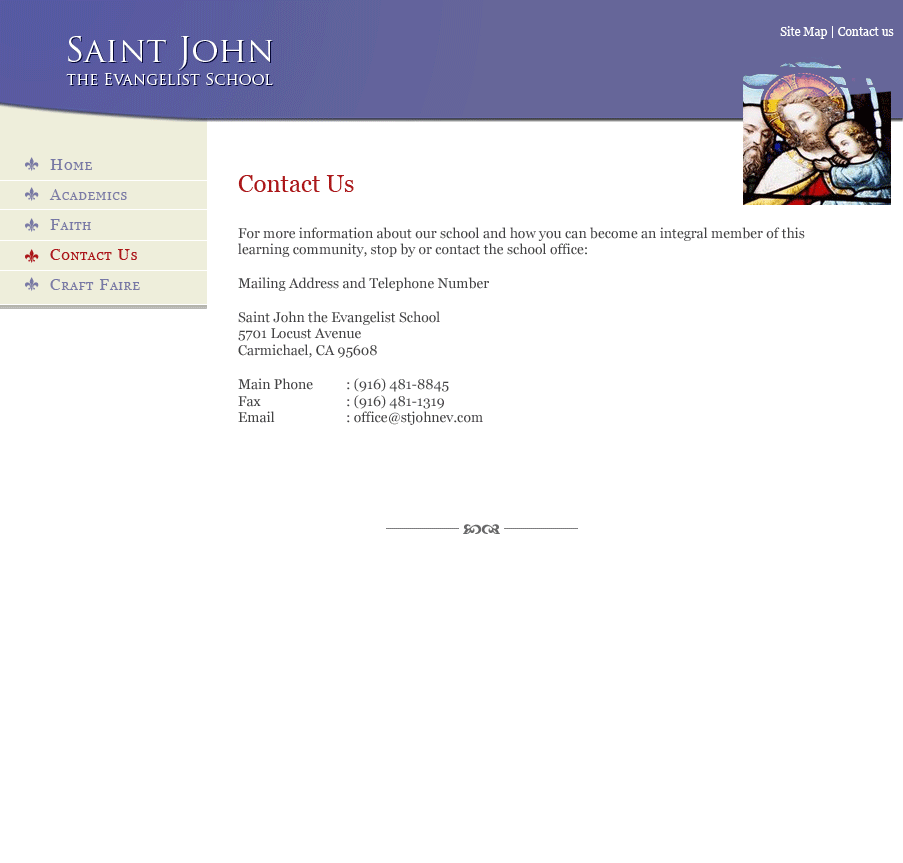 Site Map | Contact us
Saint John
the Evangelist School
Home
Academics
Faith
Contact Us
Craft Faire
Contact Us
For more information about our school and how you can become an integral member of this
learning community, stop by or contact the school office:
Mailing Address and Telephone Number
Saint John the Evangelist School
5701 Locust Avenue
Carmichael, CA 95608
Main Phone : (916) 481-8845
Fax : (916) 481-1319
Email : office@stjohnev.com